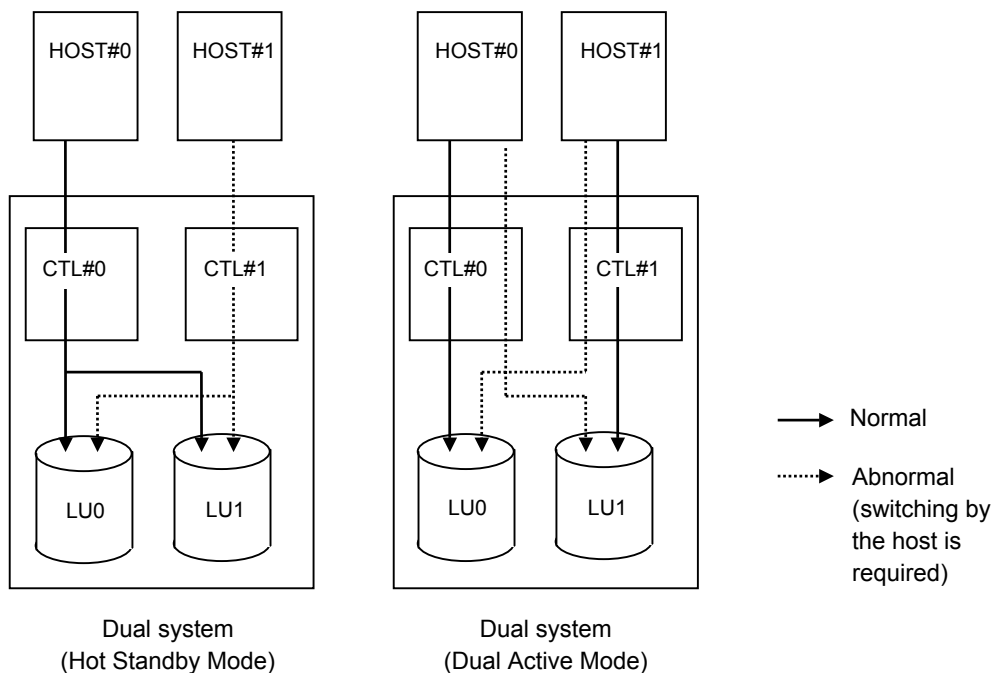 HOST#0
HOST#1
HOST#0
HOST#1
CTL#0
CTL#1
CTL#0
CTL#1
LU0
LU1
LU0
LU1
Normal
Abnormal
(switching by
the host is
required)
Dual system
(Hot Standby Mode)
Dual system
(Dual Active Mode)